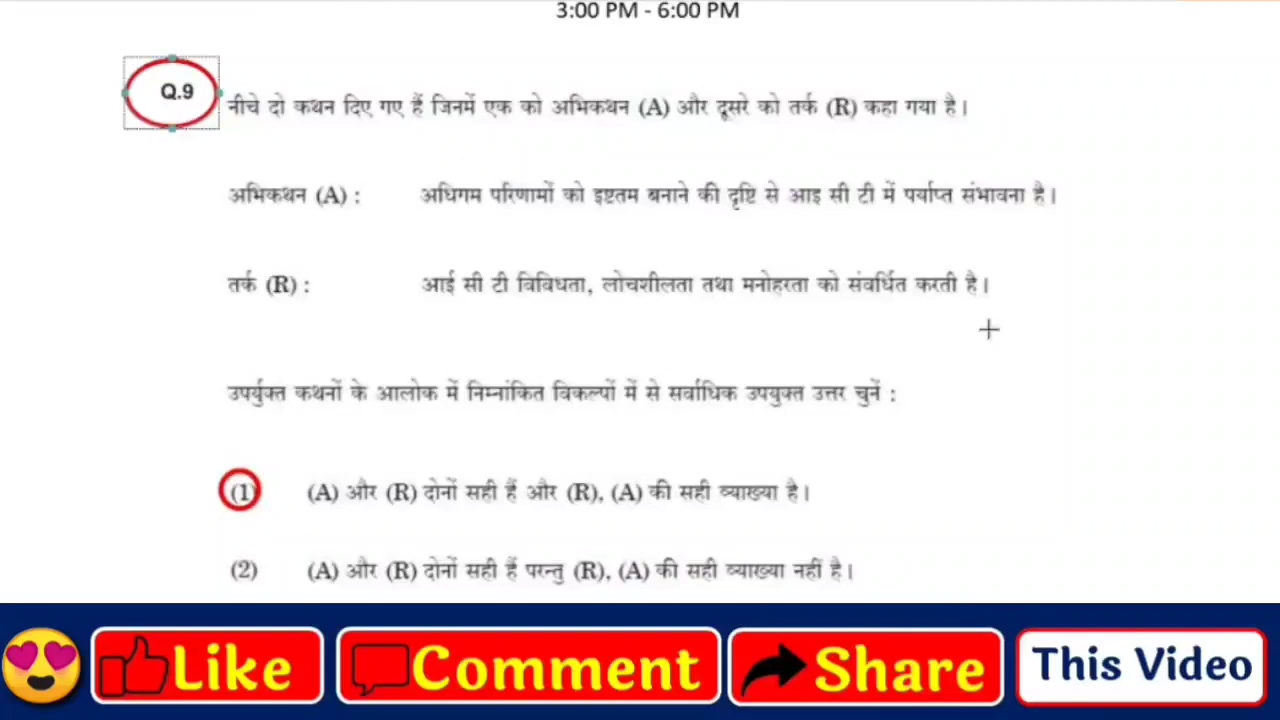 3:00 PM - 6:00 PM
Q.9
नीचे दो कथन दिए गए हैं जिनमें एक को अभिकथन (A) और दूसरे को तर्क (R) कहा गया है।
अभिकथन (A) : अधिगम परिणामों को इष्टतम बनाने की दृष्टि से आइ सी टी में पर्याप्त संभावना है।
तर्क (R) : आई सी टी विविधता, लोचशीलता तथा मनोहरता को संवर्धित करती है।
उपर्युक्त कथनों के आलोक में निम्नांकित विकल्पों में से सर्वाधिक उपयुक्त उत्तर चुनें :
(1) (A) और (R) दोनों सही हैं और (R), (A) की सही व्याख्या है।
(2) (A) और (R) दोनों सही हैं परन्तु (R), (A) की सही व्याख्या नहीं है।
Like Comment Share This Video